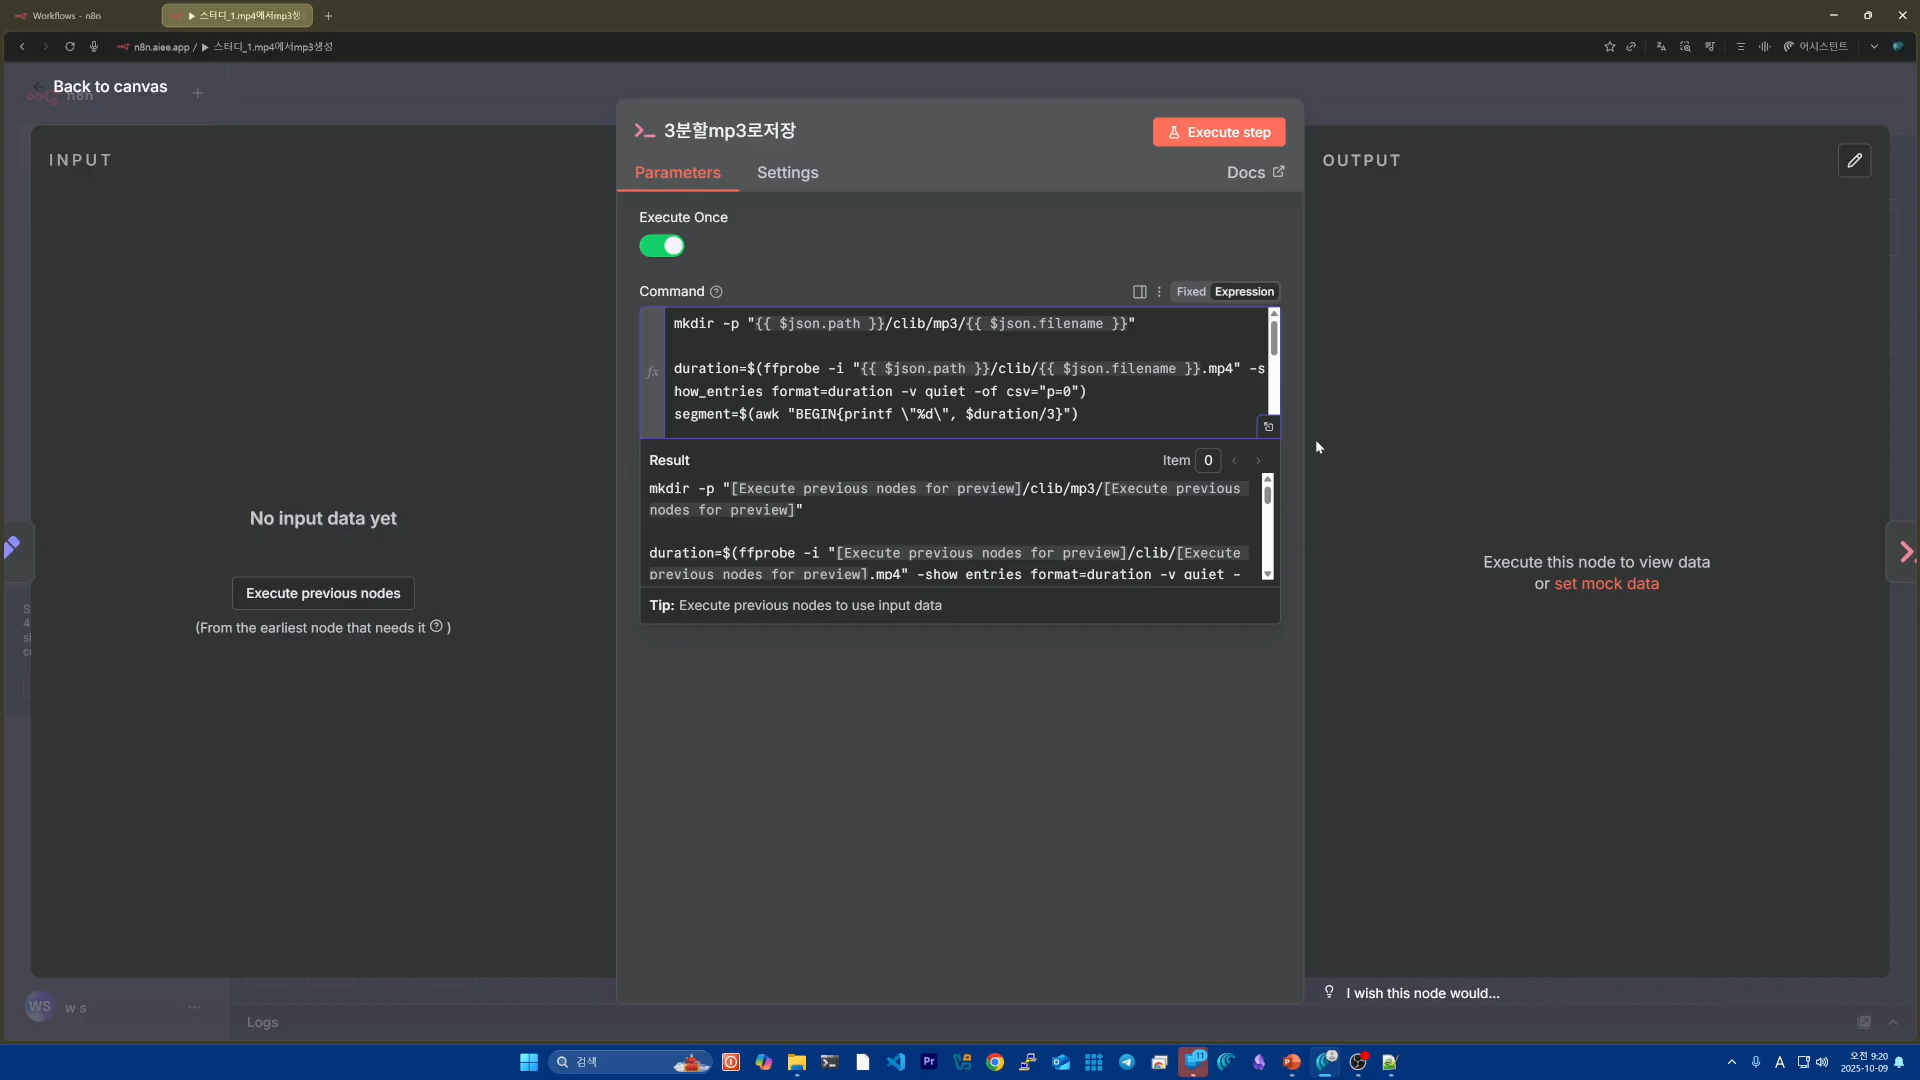 Workflows - n8n
▶ 스터디_1.mp4에서mp3생
n8n.aiee.app / ▶ 스터디_1.mp4에서mp3생성
어시스턴트
Back to canvas
n8n
INPUT
No input data yet
Execute previous nodes
(From the earliest node that needs it ? )
3분할mp3로저장
Execute step
Parameters
Settings
Docs
Execute Once
Command
Fixed
Expression
fx
mkdir -p "{{ $json.path }}/clib/mp3/{{ $json.filename }}"
duration=$(ffprobe -i "{{ $json.path }}/clib/{{ $json.filename }}.mp4" -s
how_entries format=duration -v quiet -of csv="p=0")
segment=$(awk "BEGIN{printf \"%d\", $duration/3}")
Result
Item
0
mkdir -p "[Execute previous nodes for preview]/clib/mp3/[Execute previous
nodes for preview]"
duration=$(ffprobe -i "[Execute previous nodes for preview]/clib/[Execute
previous nodes for preview].mp4" -show_entries format=duration -v quiet -
Tip: Execute previous nodes to use input data
OUTPUT
Execute this node to view data
or set mock data
I wish this node would...
WS
w s
Logs
검색
Pr
11
A
오전 9:20
2025-10-09